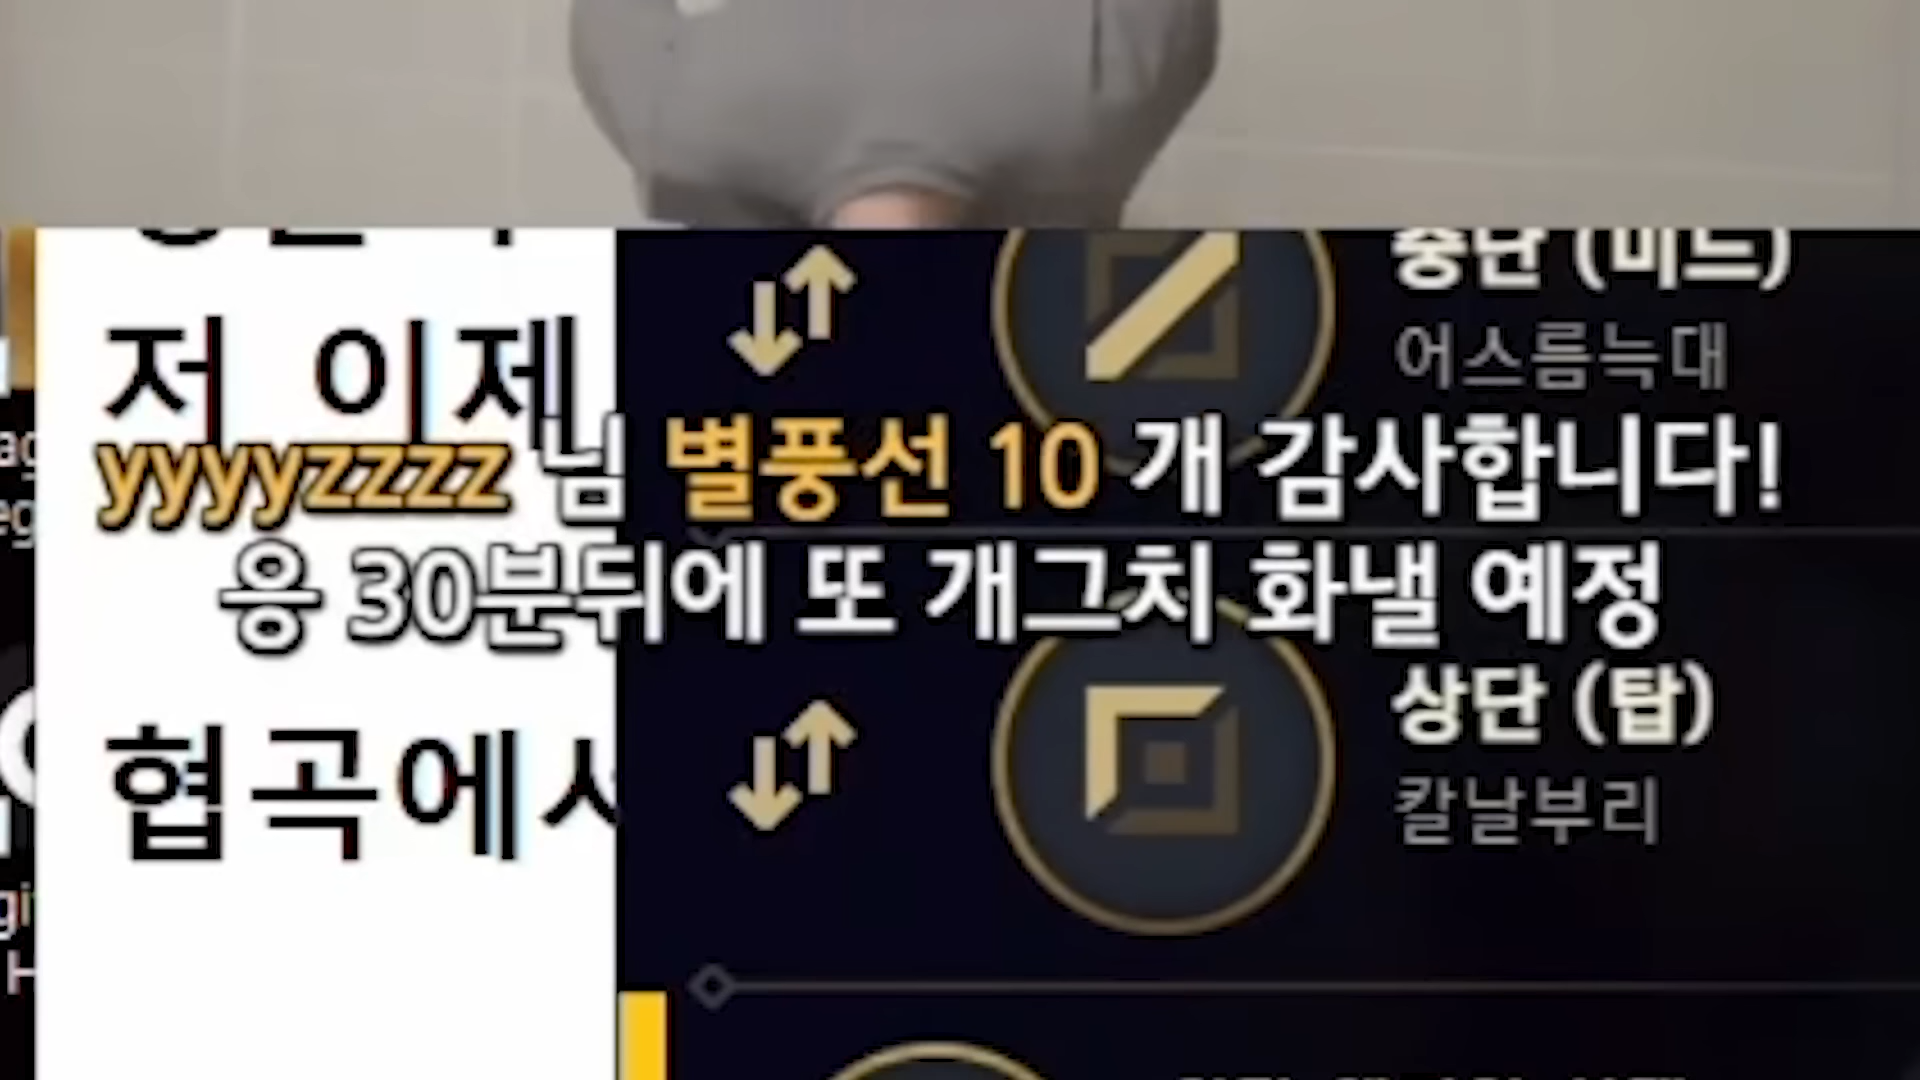 중단 (미드)
어스름늑대
저 이제
yyyyzzzz 님 별풍선 10 개 감사합니다!
응 30분뒤에 또 개그치 화낼 예정
상단 (탑)
칼날부리
협곡에서